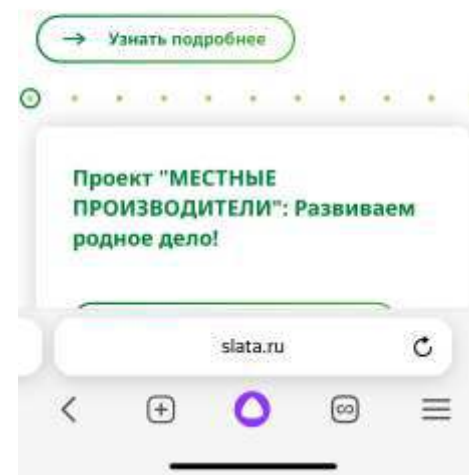 → Узнать подробнее
Проект "МЕСТНЫЕ
ПРОИЗВОДИТЕЛИ": Развиваем
родное дело!
slata.ru